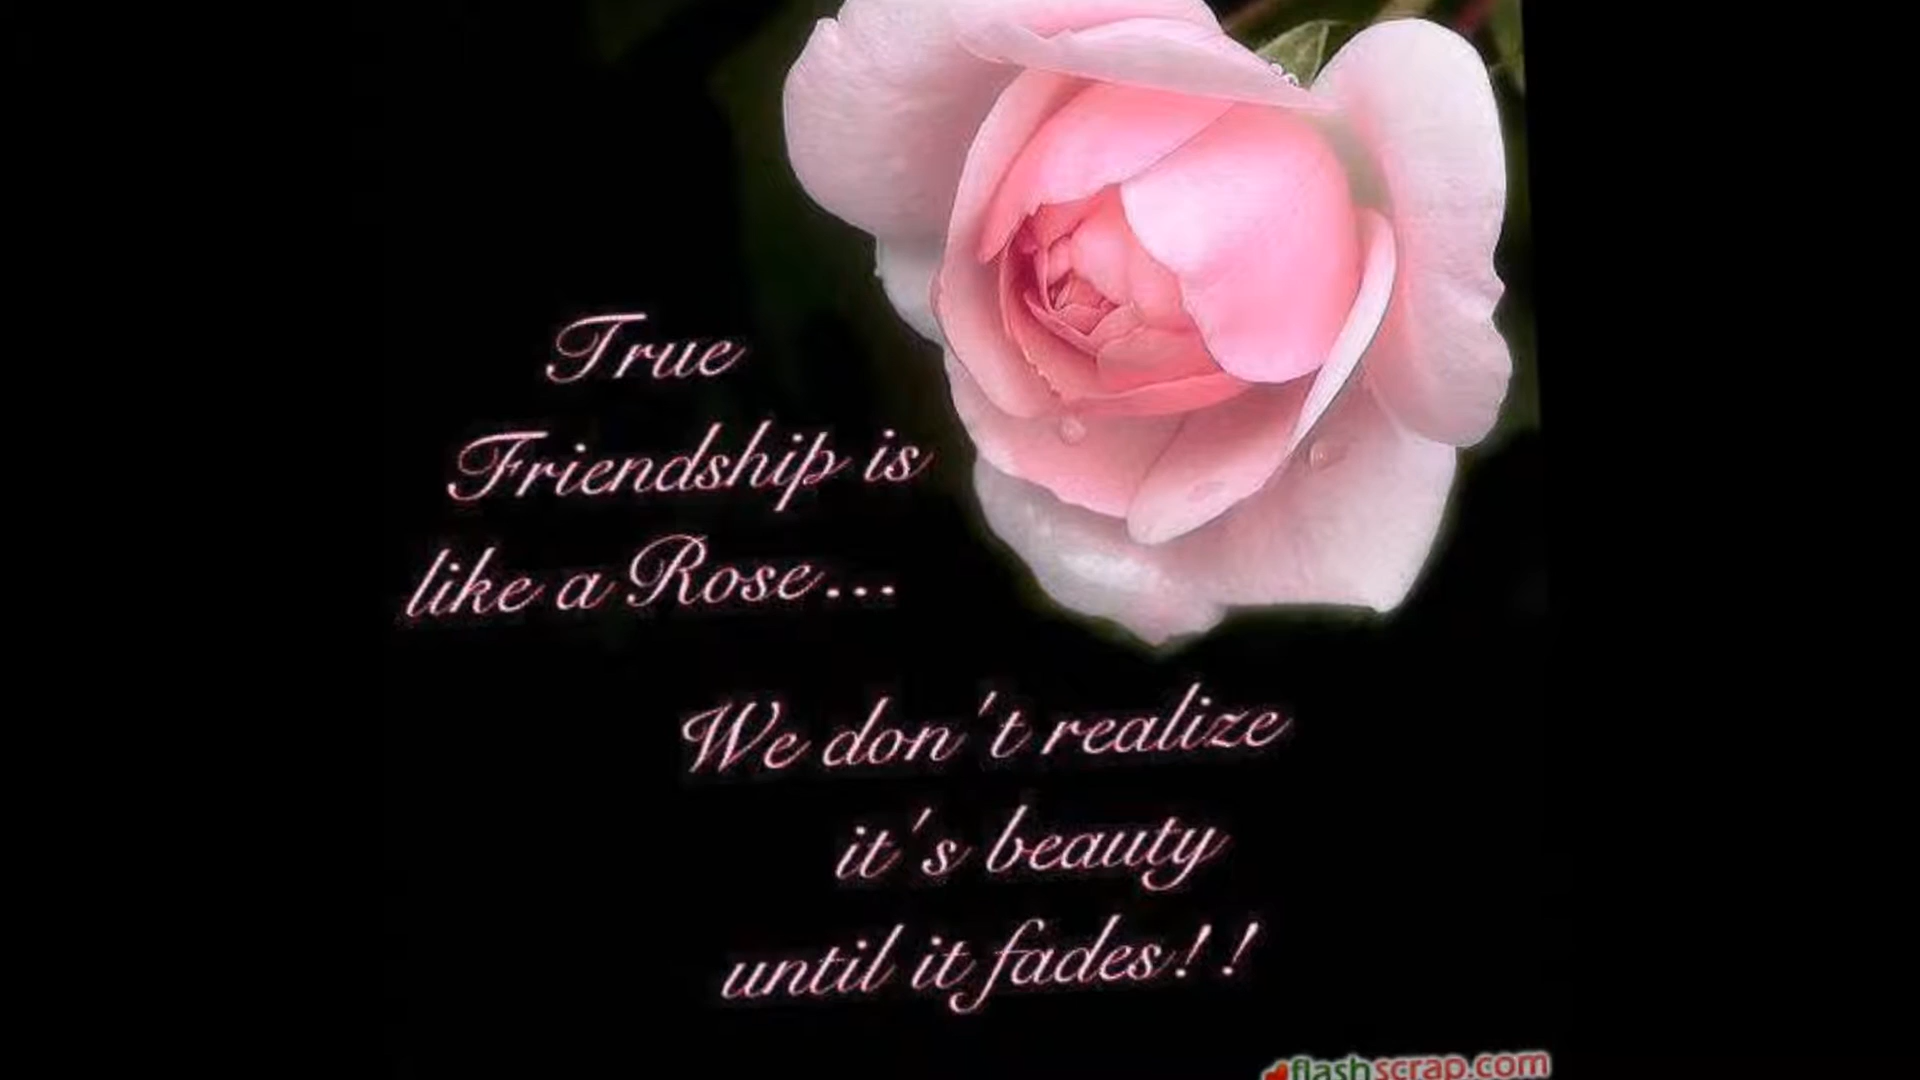 True
Friendship is
like a Rose...
We don't realize
it's beauty
until it fades!!
flashscrap.com